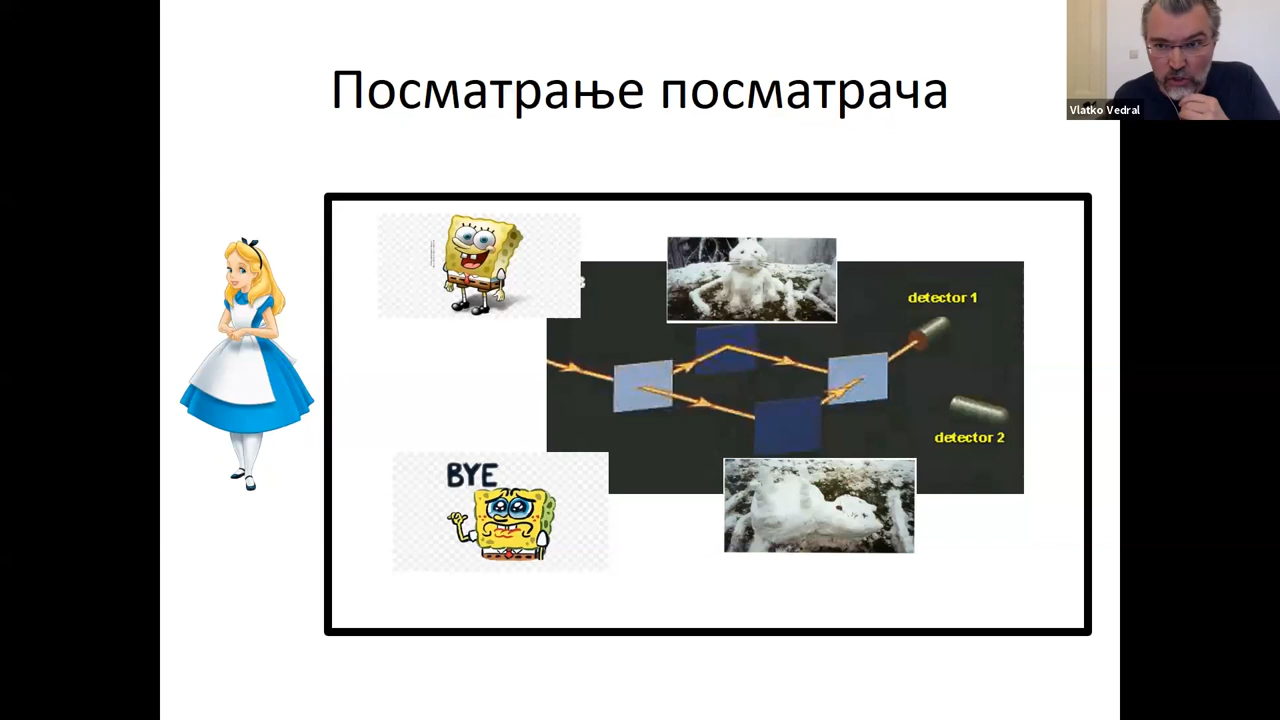 Посматрање посматрача
Vlatko Vedral
detector 1
detector 2
BYE